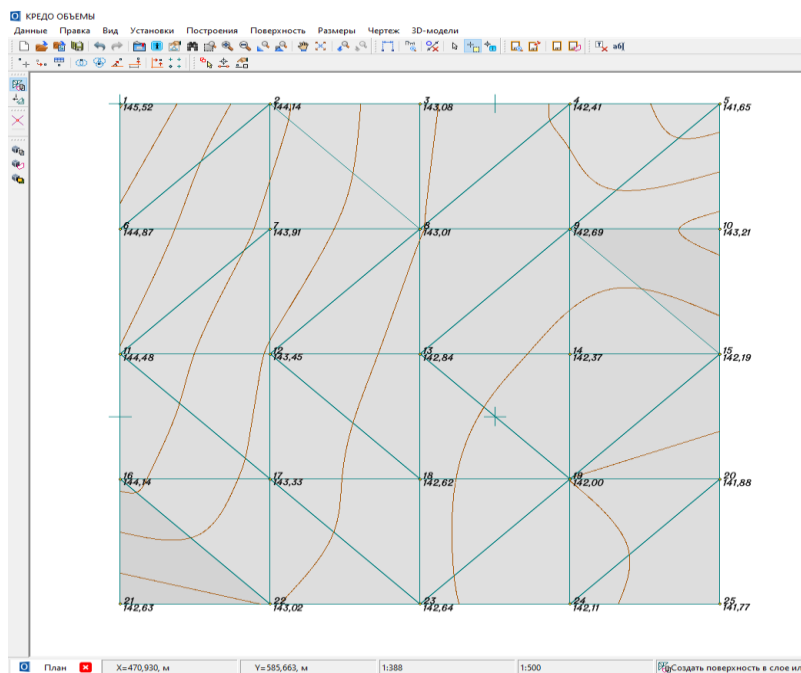 КРЕДО ОБЪЕМЫ
Данные Правка Вид Установки Построения Поверхность Размеры Чертеж 3D-модели
1 2 3 4 5
145,52 144,14 143,08 142,41 141,65
6 7 8 9 10
144,87 143,91 143,01 142,69 143,21
11 12 13 14 15
144,48 143,45 142,84 142,37 142,19
16 17 18 19 20
144,14 143,33 142,62 142,00 141,88
21 22 23 24 25
142,63 143,02 142,64 142,11 141,77
План X=470,930, м Y=585,663, м 1:388 1:500 Создать поверхность в слое ил